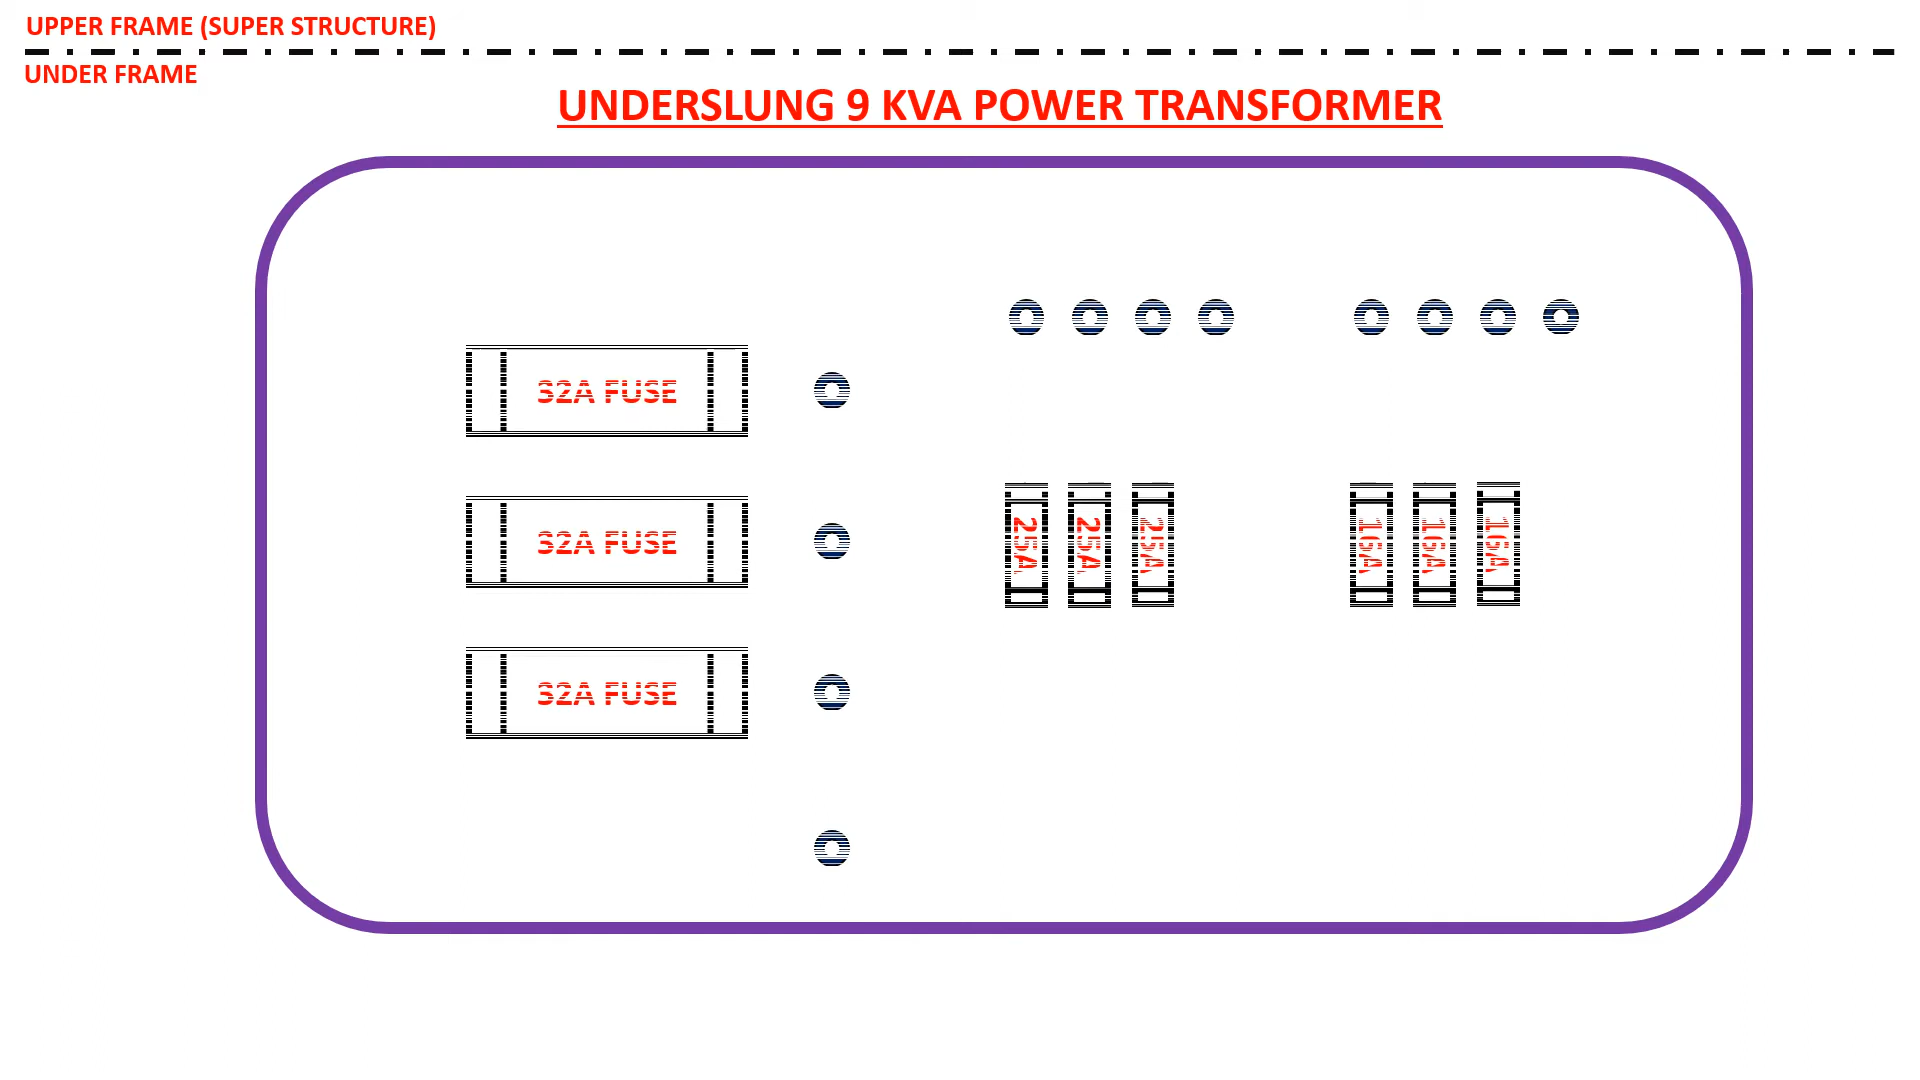 UPPER FRAME (SUPER STRUCTURE)
UNDER FRAME
UNDERSLUNG 9 KVA POWER TRANSFORMER
32A FUSE
32A FUSE
32A FUSE
25A
25A
25A
16A
16A
16A